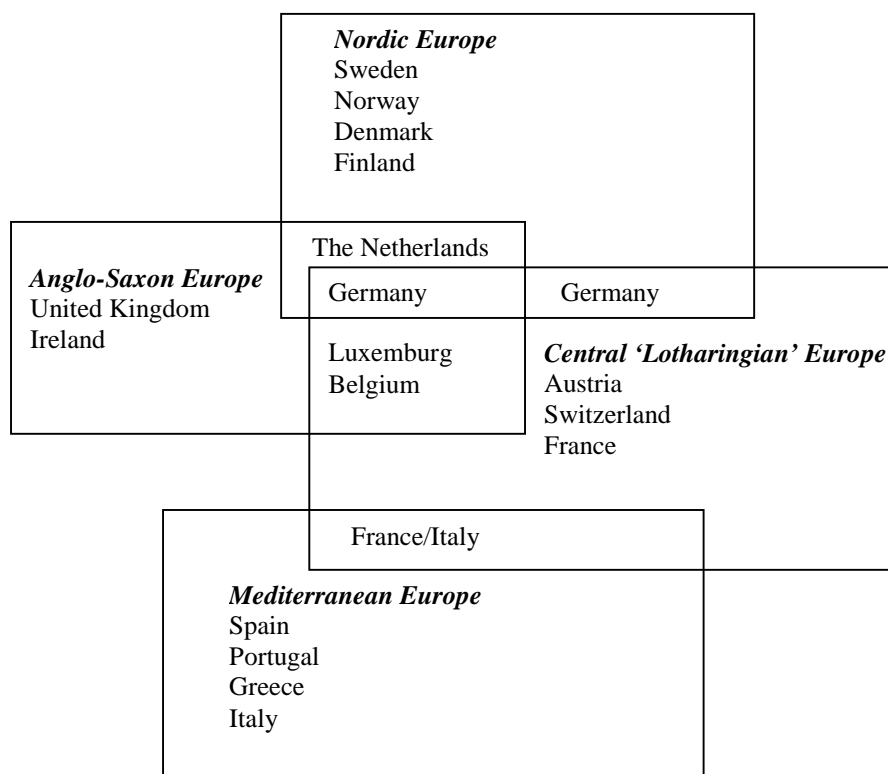 Nordic Europe
Sweden
Norway
Denmark
Finland
The Netherlands
Anglo-Saxon Europe
United Kingdom
Ireland
Germany
Germany
Luxemburg
Belgium
Central ‘Lotharingian’ Europe
Austria
Switzerland
France
France/Italy
Mediterranean Europe
Spain
Portugal
Greece
Italy